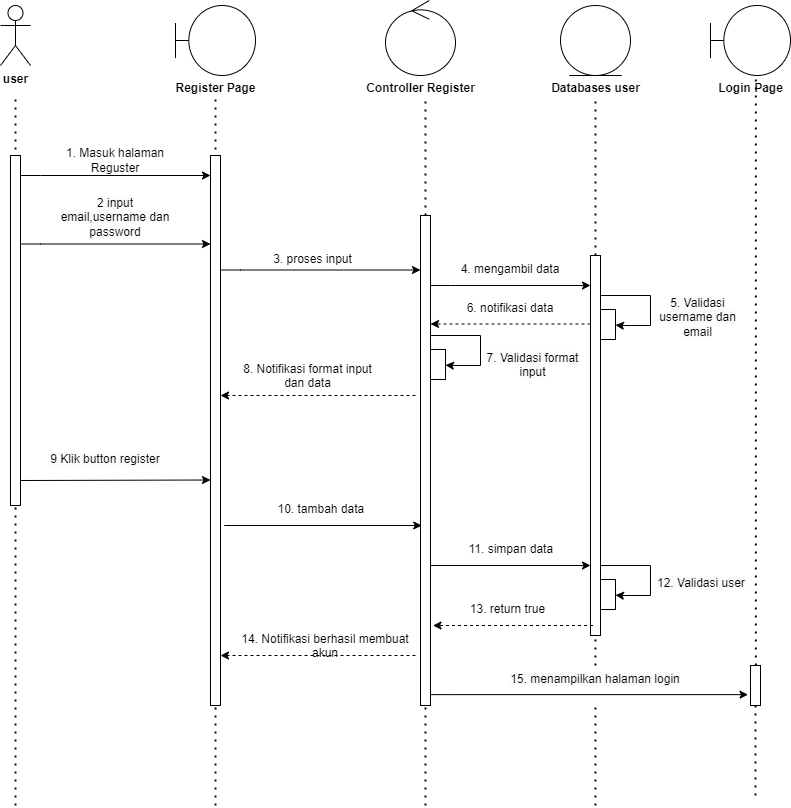 user
Register Page
Controller Register
Databases user
Login Page
1. Masuk halaman
Reguster
2 input
email,username dan
password
3. proses input
4. mengambil data
5. Validasi
username dan
email
6. notifikasi data
7. Validasi format
input
8. Notifikasi format input
dan data
9 Klik button register
10. tambah data
11. simpan data
12. Validasi user
13. return true
14. Notifikasi berhasil membuat
akun
15. menampilkan halaman login